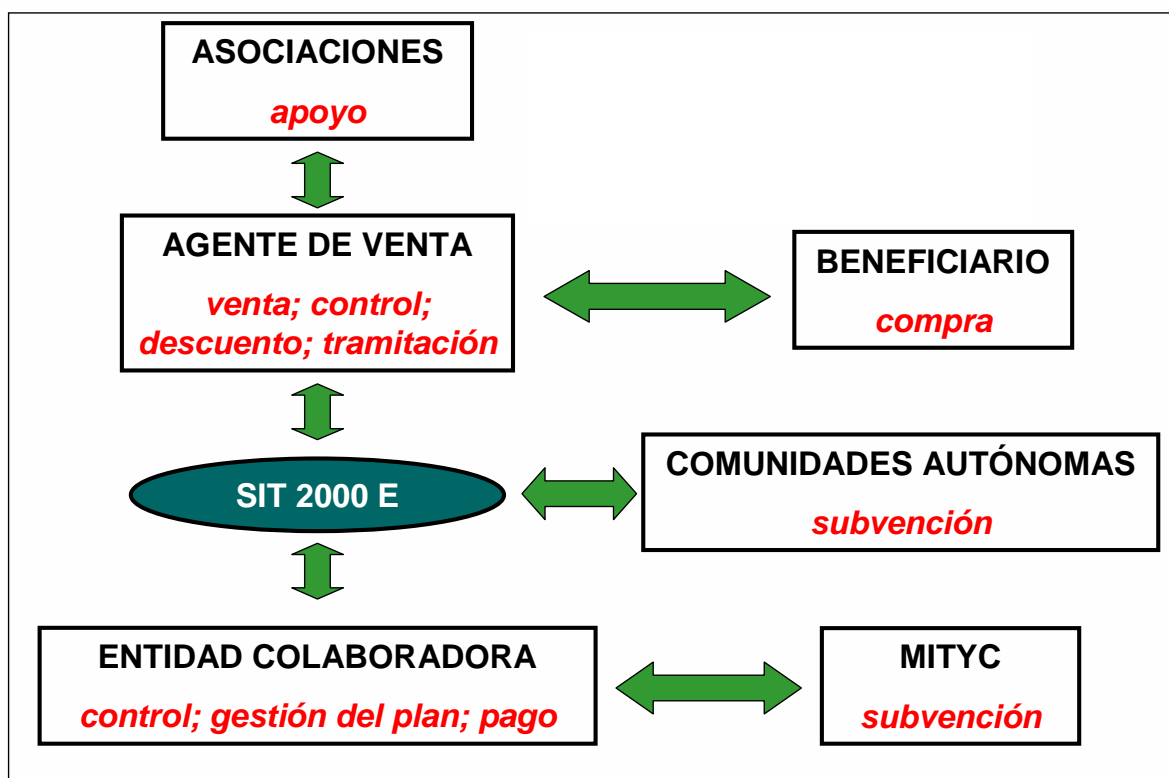 ASOCIACIONES
apoyo
AGENTE DE VENTA
venta; control;
descuento; tramitación
BENEFICIARIO
compra
SIT 2000 E
COMUNIDADES AUTÓNOMAS
subvención
ENTIDAD COLABORADORA
control; gestión del plan; pago
MITYC
subvención